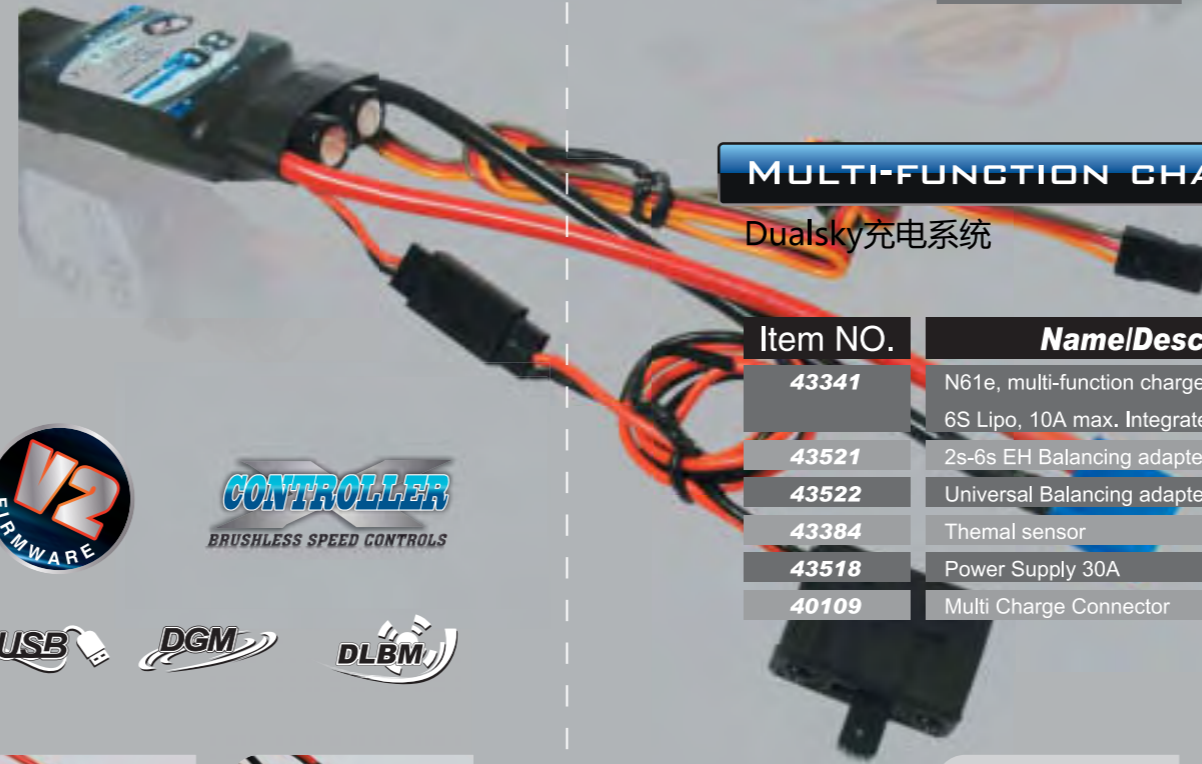 V2
FIRMWARE
CONTROLLER
BRUSHLESS SPEED CONTROLS
USB
DGM
DLBM
MULTI-FUNCTION CHA
Dualsky充电系统
Item NO. Name/Desc
43341 N61e, multi-function charge
6S Lipo, 10A max. Integrate
43521 2s-6s EH Balancing adapte
43522 Universal Balancing adapte
43384 Themal sensor
43518 Power Supply 30A
40109 Multi Charge Connector